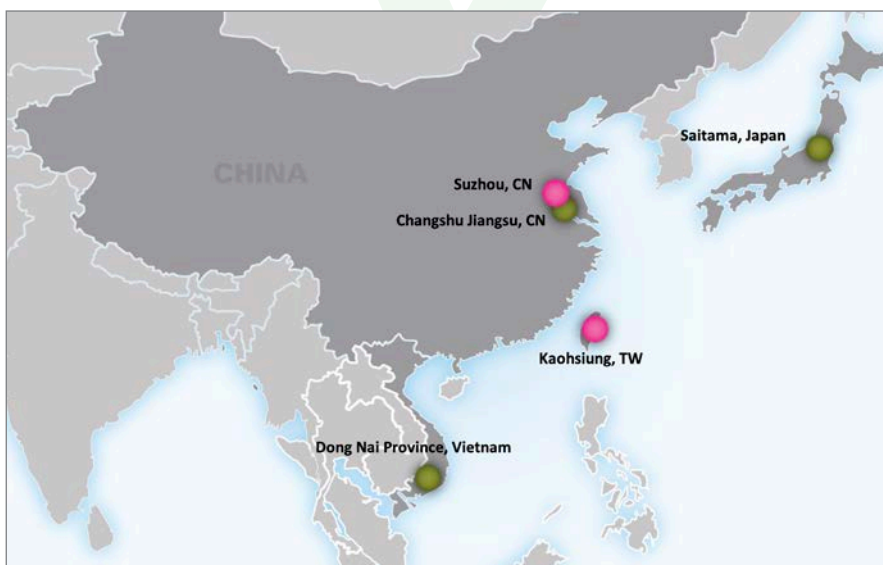 Saitama, Japan
CHINA
Suzhou, CN
Changshu Jiangsu, CN
Kaohsiung, TW
Dong Nai Province, Vietnam